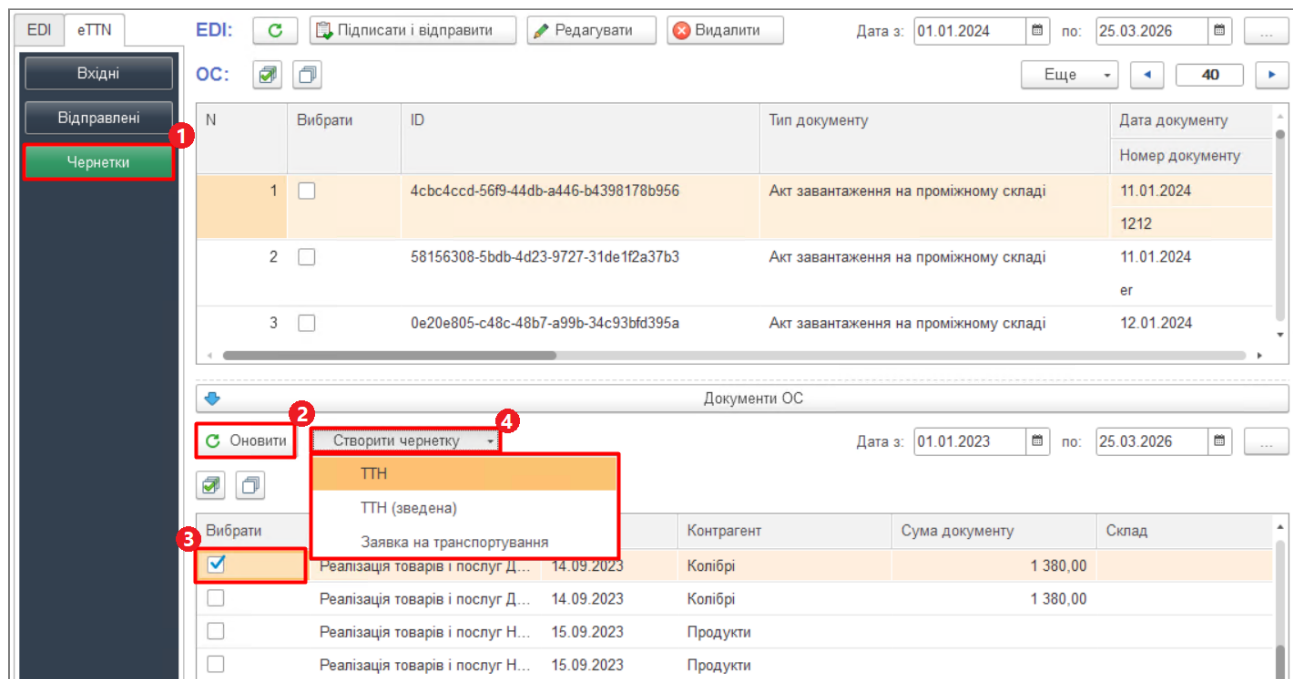 EDI eTTN EDI: Підписати і відправити Редагувати Видалити Дата з: 01.01.2024 по: 25.03.2026 ...
Вхідні ОС: Еще 40
Відправлені N Вибрати ID Тип документу Дата документу
1
Чернетки Номер документу
1 4cbc4ccd-56f9-44db-a446-b4398178b956 Акт завантаження на проміжному складі 11.01.2024
1212
2 58156308-5bdb-4d23-9727-31de1f2a37b3 Акт завантаження на проміжному складі 11.01.2024
er
3 0e20e805-c48c-48b7-a99b-34c93bfd395a Акт завантаження на проміжному складі 12.01.2024
Документи ОС
2 4
Оновити Створити чернетку Дата з: 01.01.2023 по: 25.03.2026 ...
ТТН
ТТН (зведена)
Вибрати Контрагент Сума документу Склад
3 Заявка на транспортування
Реалізація товарів і послуг Д... 14.09.2023 Колібрі 1 380,00
Реалізація товарів і послуг Д... 14.09.2023 Колібрі 1 380,00
Реалізація товарів і послуг Н... 15.09.2023 Продукти
Реалізація товарів і послуг Н... 15.09.2023 Продукти